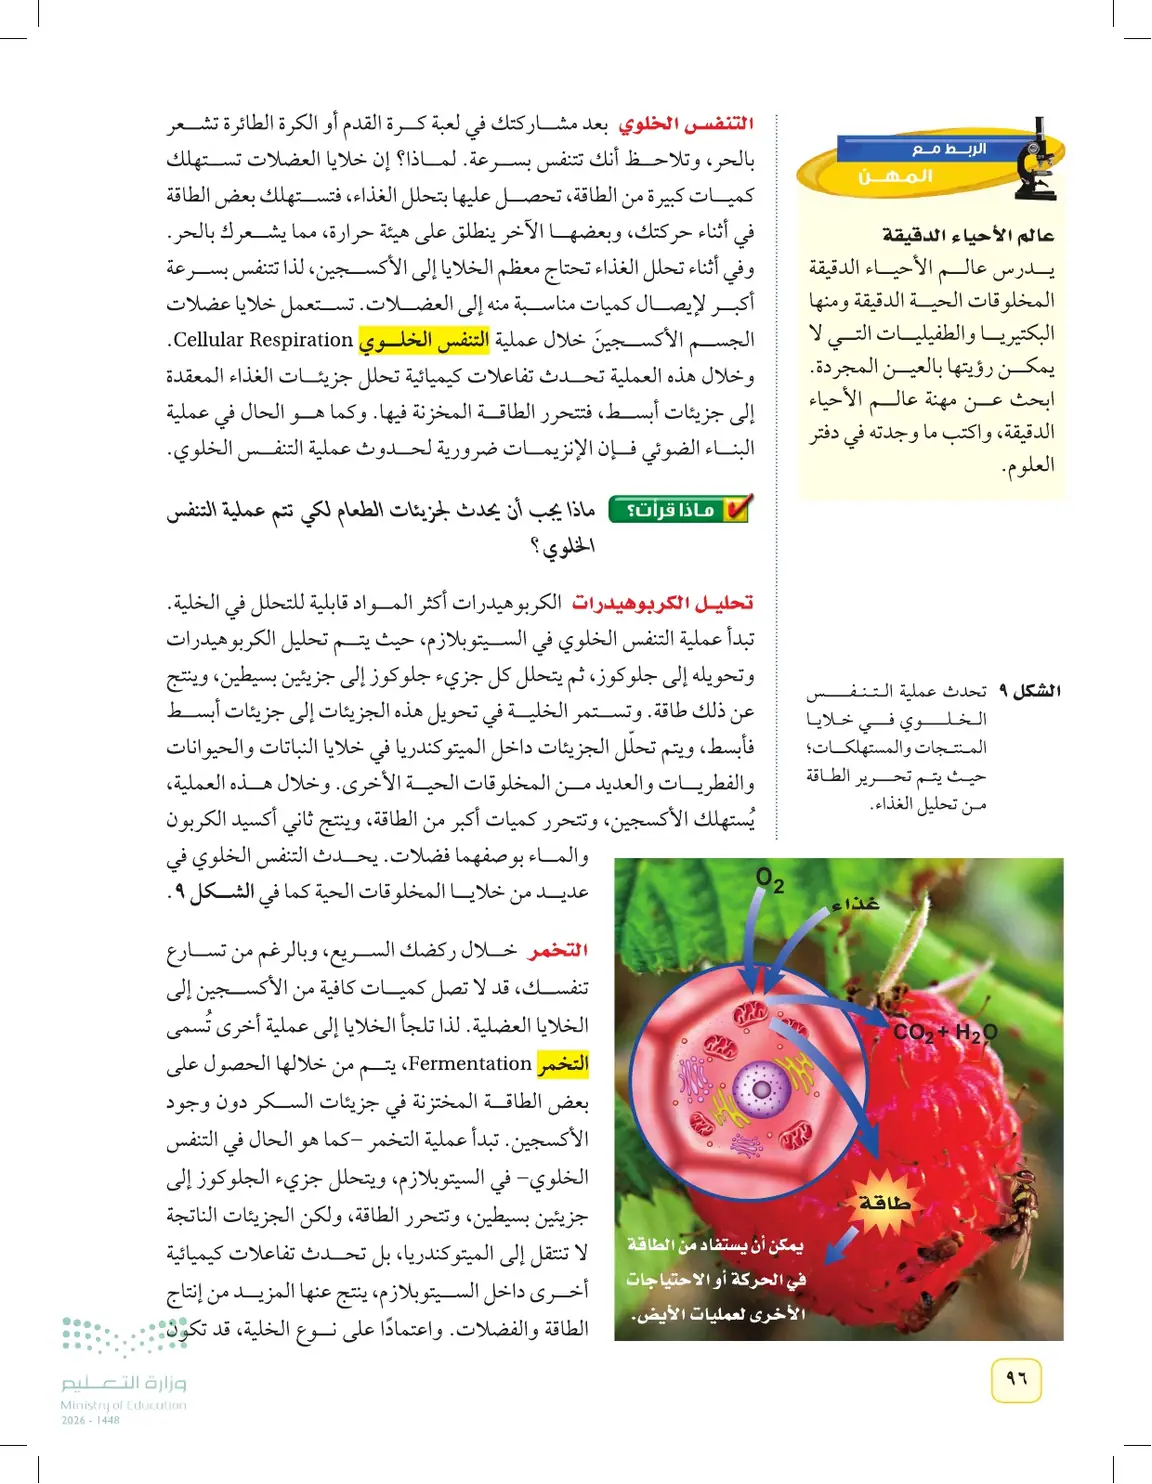 التنفس الخلوي بعد مشاركتك في لعبة كرة القدم أو الكرة الطائرة تشعر
بالحر، وتلاحظ أنك تتنفس بسرعة. لماذا؟ إن خلايا العضلات تستهلك
كميات كبيرة من الطاقة، تحصل عليها بتحلل الغذاء، فتستهلك بعض الطاقة
في أثناء حركتك، وبعضها الآخر ينطلق على هيئة حرارة، مما يشعرك بالحر.
وفي أثناء تحلل الغذاء تحتاج معظم الخلايا إلى الأكسجين، لذا تتنفس بسرعة
أكبر لإيصال كميات مناسبة منه إلى العضلات. تستعمل خلايا عضلات
الجسم الأكسجينَ خلال عملية التنفس الخلوي Cellular Respiration.
وخلال هذه العملية تحدث تفاعلات كيميائية تحلل جزيئات الغذاء المعقدة
إلى جزيئات أبسط، فتتحرر الطاقة المخزنة فيها. وكما هو الحال في عملية
البناء الضوئي فإن الإنزيمات ضرورية لحدوث عملية التنفس الخلوي.
ماذا قرأت؟ ماذا يجب أن يحدث لجزيئات الطعام لكي تتم عملية التنفس
الخلوي؟
تحليل الكربوهيدرات الكربوهيدرات أكثر المواد قابلية للتحلل في الخلية.
تبدأ عملية التنفس الخلوي في السيتوبلازم، حيث يتم تحليل الكربوهيدرات
وتحويله إلى جلوكوز، ثم يتحلل كل جزيء جلوكوز إلى جزيئين بسيطين، وينتج
عن ذلك طاقة. وتستمر الخلية في تحويل هذه الجزيئات إلى جزيئات أبسط
فأبسط، ويتم تحلّل الجزيئات داخل الميتوكندريا في خلايا النباتات والحيوانات
والفطريات والعديد من المخلوقات الحية الأخرى. وخلال هذه العملية،
يُستهلك الأكسجين، وتتحرر كميات أكبر من الطاقة، وينتج ثاني أكسيد الكربون
والماء بوصفهما فضلات. يحدث التنفس الخلوي في
عديد من خلايا المخلوقات الحية كما في الشكل ٩.
التخمر خلال ركضك السريع، وبالرغم من تسارع
تنفسك، قد لا تصل كميات كافية من الأكسجين إلى
الخلايا العضلية. لذا تلجأ الخلايا إلى عملية أخرى تُسمى
التخمر Fermentation، يتم من خلالها الحصول على
بعض الطاقة المختزنة في جزيئات السكر دون وجود
الأكسجين. تبدأ عملية التخمر –كما هو الحال في التنفس
الخلوي– في السيتوبلازم، ويتحلل جزيء الجلوكوز إلى
جزيئين بسيطين، وتتحرر الطاقة، ولكن الجزيئات الناتجة
لا تنتقل إلى الميتوكندريا، بل تحدث تفاعلات كيميائية
أخرى داخل السيتوبلازم، ينتج عنها المزيد من إنتاج
الطاقة والفضلات. واعتمادًا على نوع الخلية، قد تكون
الربط مع
المهن
عالم الأحياء الدقيقة
يدرس عالم الأحياء الدقيقة
المخلوقات الحية الدقيقة ومنها
البكتيريا والطفيليات التي لا
يمكن رؤيتها بالعين المجردة.
ابحث عن مهنة عالم الأحياء
الدقيقة، واكتب ما وجدته في دفتر
العلوم.
الشكل ٩ تحدث عملية التنفس
الخلوي في خلايا
المنتجات والمستهلكات؛
حيث يتم تحرير الطاقة
من تحليل الغذاء.
O2
غذاء
CO2 + H2O
طاقة
يمكن أن يستفاد من الطاقة
في الحركة أو الاحتياجات
الأخرى لعمليات الأيض.
٩٦
وزارة التعليم
Ministry of Education
2026 - 1448